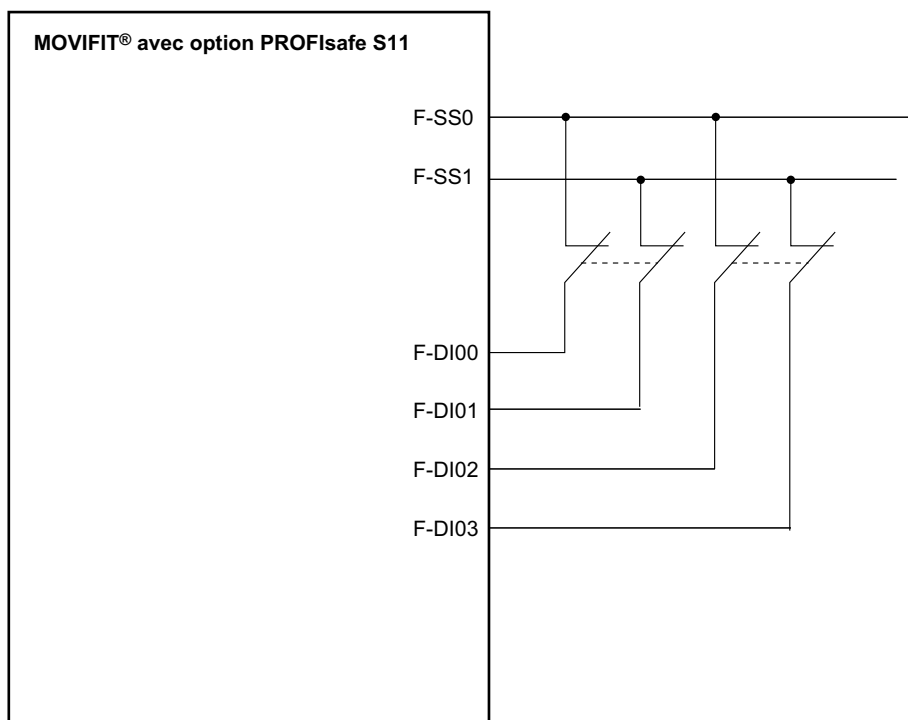 MOVIFIT® avec option PROFIsafe S11
F-SS0
F-SS1
F-DI00
F-DI01
F-DI02
F-DI03